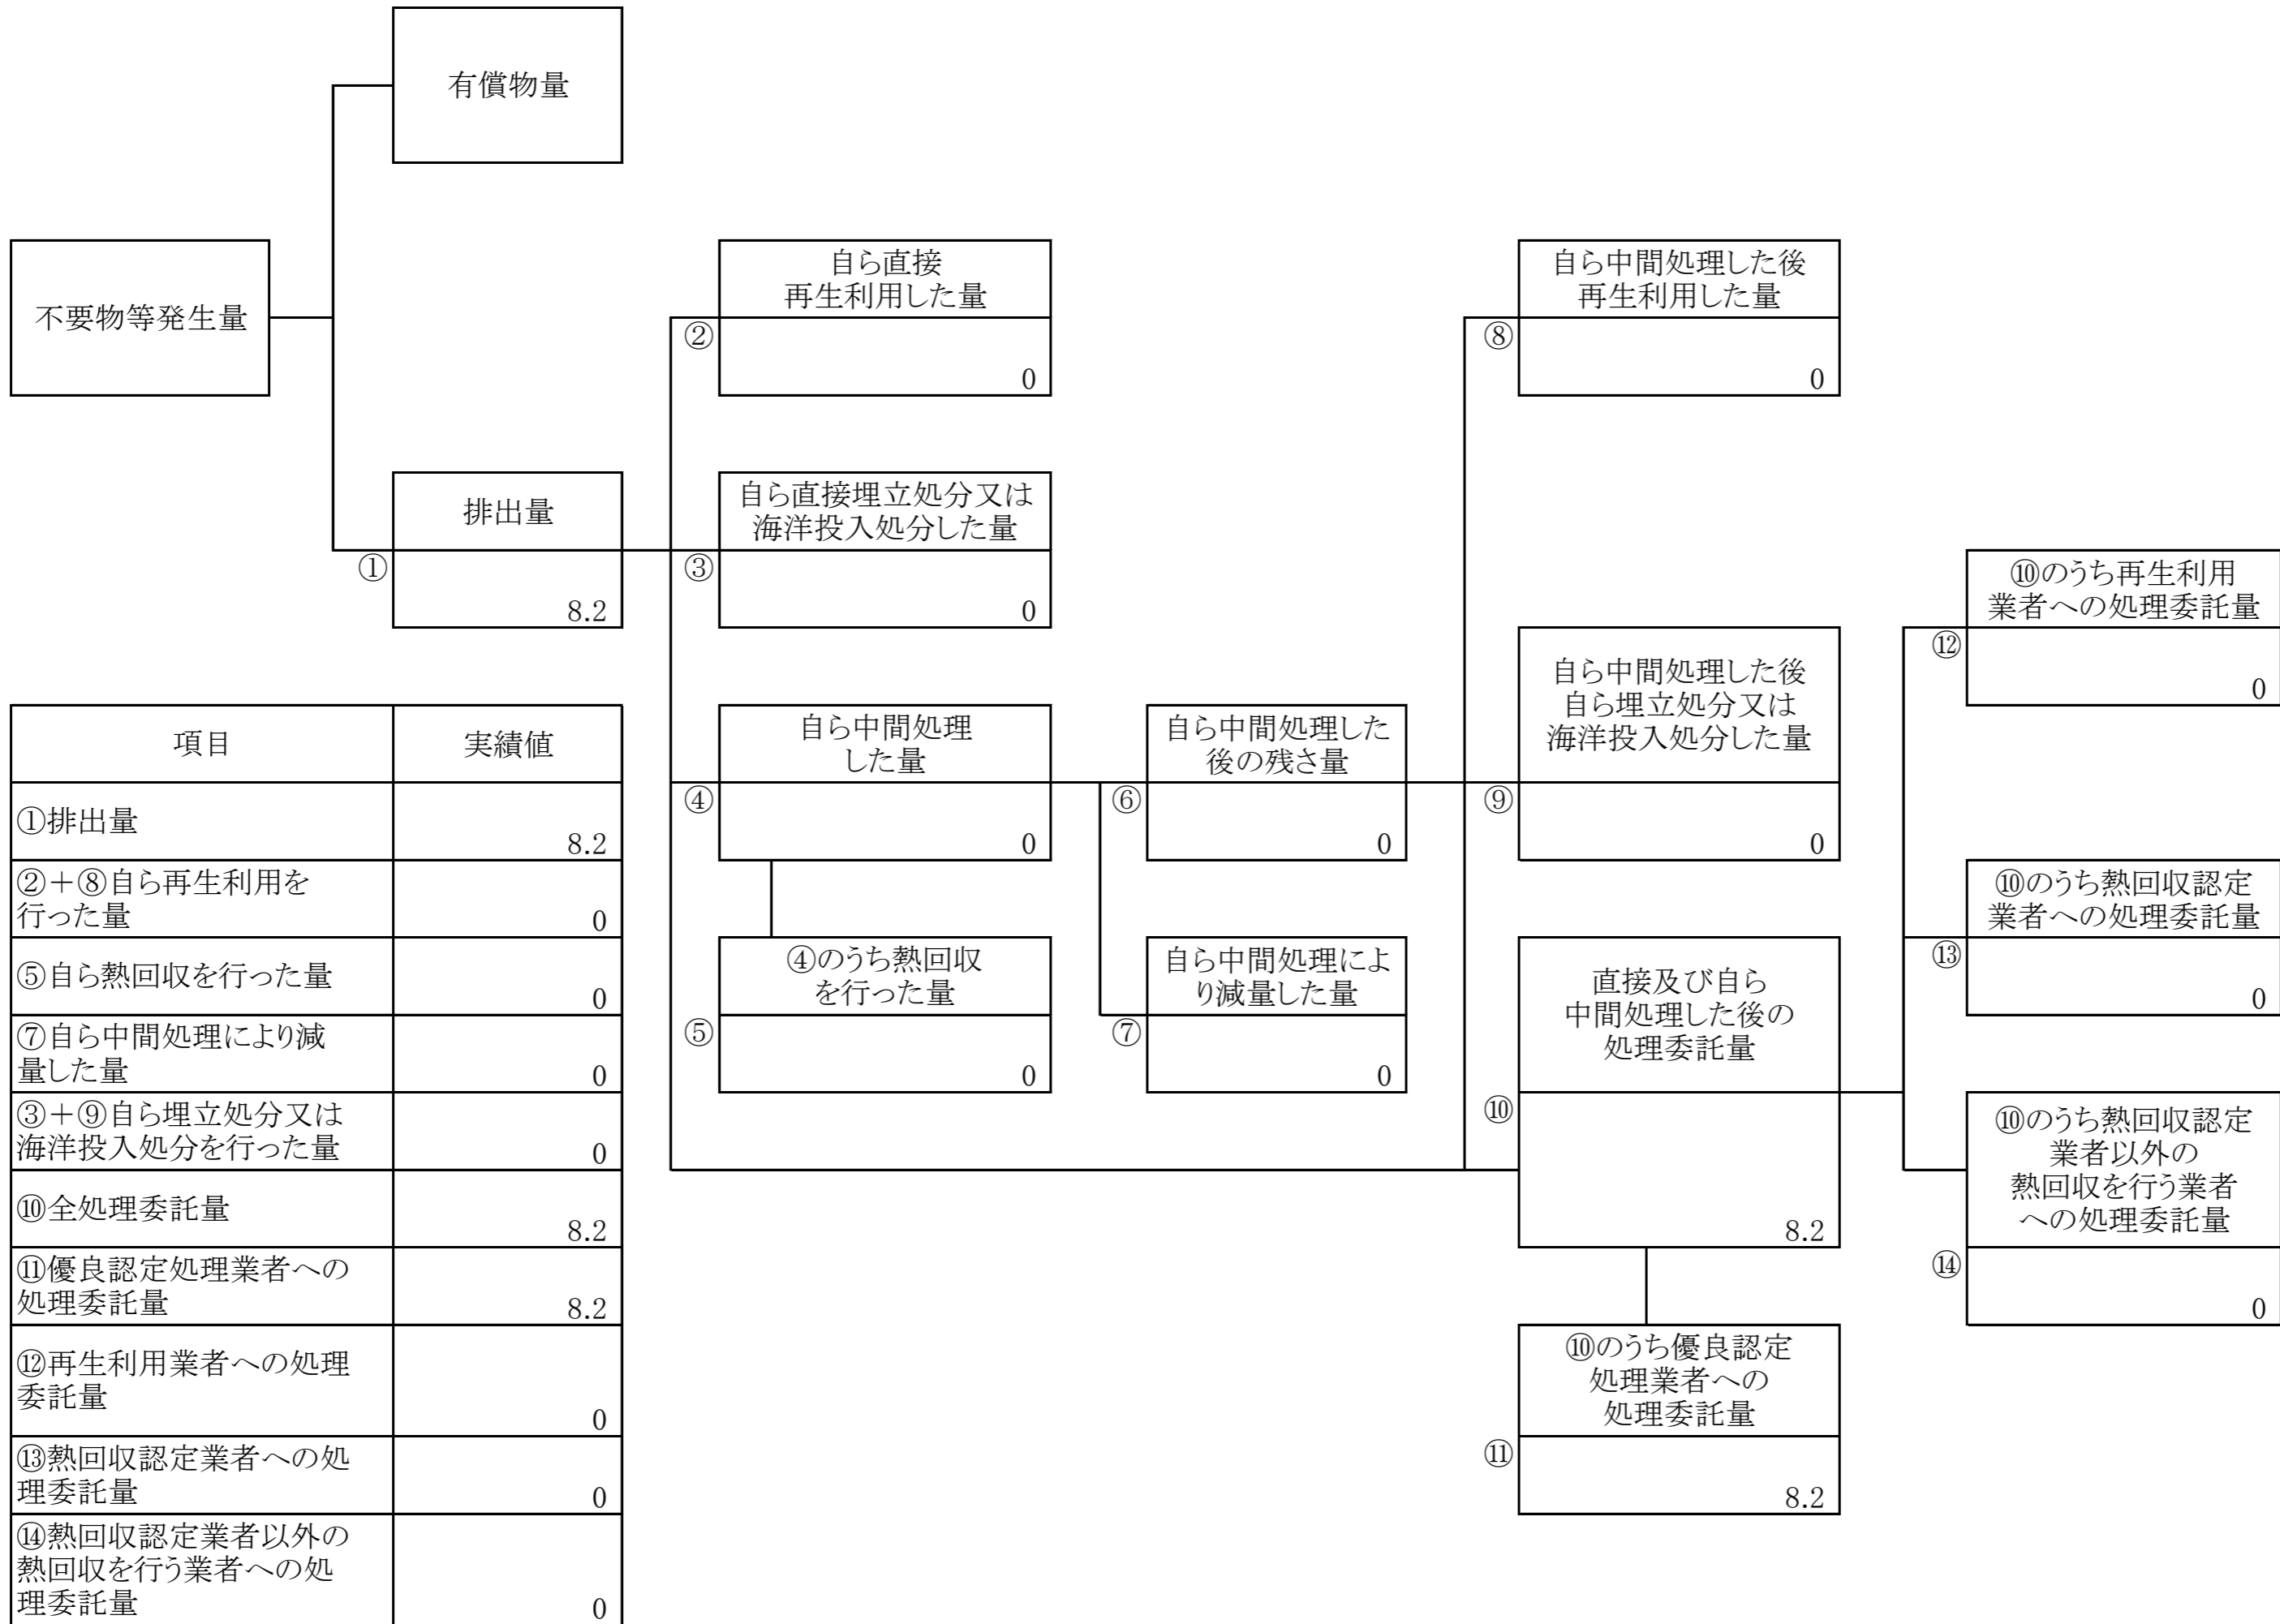 有償物量
不要物等発生量
排出量
①
8.2
自ら直接
再生利用した量
②
0
自ら直接埋立処分又は
海洋投入処分した量
③
0
自ら中間処理
した量
④
0
④のうち熱回収
を行った量
⑤
0
自ら中間処理した
後の残さ量
⑥
0
自ら中間処理によ
り減量した量
⑦
0
自ら中間処理した後
再生利用した量
⑧
0
自ら中間処理した後
自ら埋立処分又は
海洋投入処分した量
⑨
0
直接及び自ら
中間処理した後の
処理委託量
⑩
8.2
⑩のうち優良認定
処理業者への
処理委託量
⑪
8.2
⑩のうち再生利用
業者への処理委託量
⑫
0
⑩のうち熱回収認定
業者への処理委託量
⑬
0
⑩のうち熱回収認定
業者以外の
熱回収を行う業者
への処理委託量
⑭
0
項目 実績値
①排出量
8.2
②＋⑧自ら再生利用を
行った量 0
⑤自ら熱回収を行った量
0
⑦自ら中間処理により減
量した量 0
③＋⑨自ら埋立処分又は
海洋投入処分を行った量 0
⑩全処理委託量
8.2
⑪優良認定処理業者への
処理委託量 8.2
⑫再生利用業者への処理
委託量
0
⑬熱回収認定業者への処
理委託量 0
⑭熱回収認定業者以外の
熱回収を行う業者への処
理委託量 0